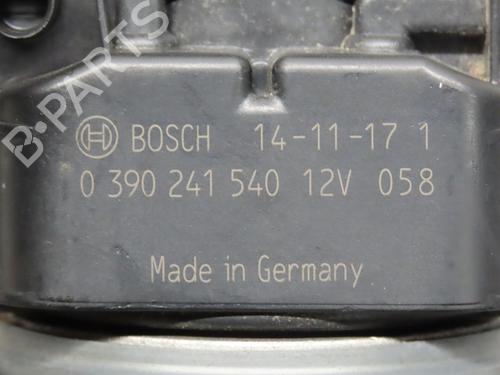 B-PARTS
BOSCH 14-11-17 1
0 390 241 540 12V 058
Made in Germany